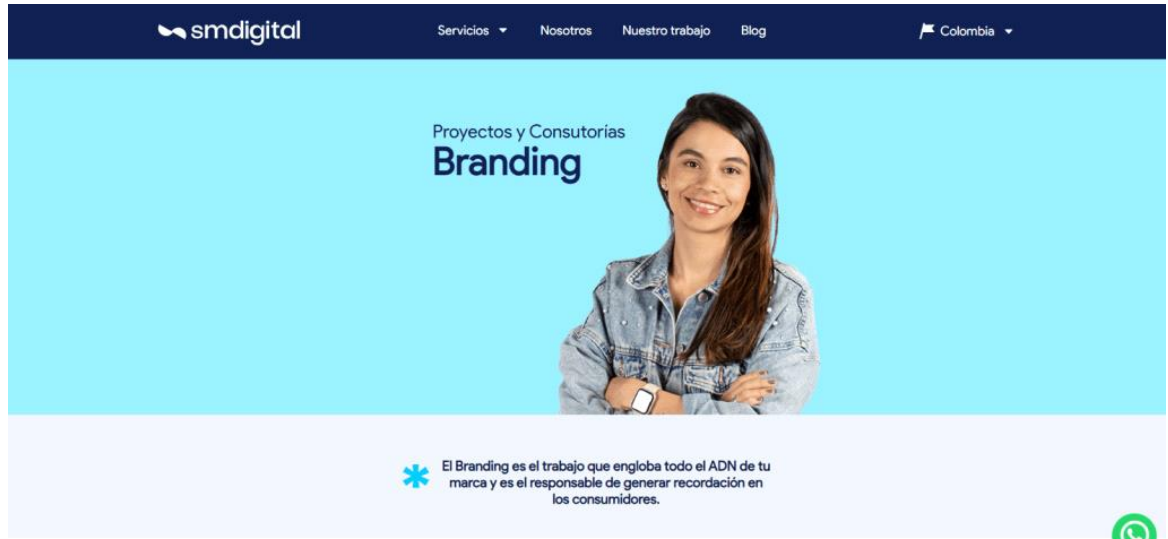 smdigital
Servicios
Nosotros
Nuestro trabajo
Blog
Colombia
Proyectos y Consutorías
Branding
El Branding es el trabajo que engloba todo el ADN de tu
marca y es el responsable de generar recordación en
los consumidores.